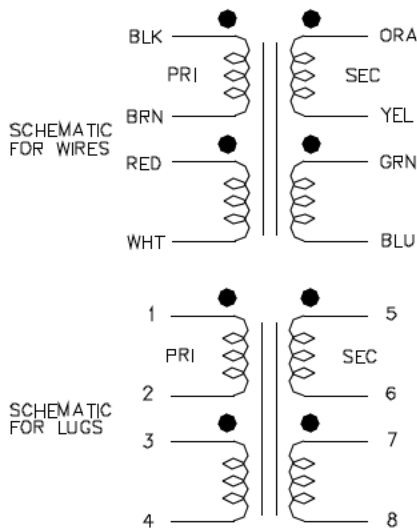 BLK ORA
PRI SEC
BRN YEL
SCHEMATIC
FOR WIRES
RED GRN
WHT BLU
1 5
PRI SEC
2 6
SCHEMATIC
FOR LUGS
3 7
4 8